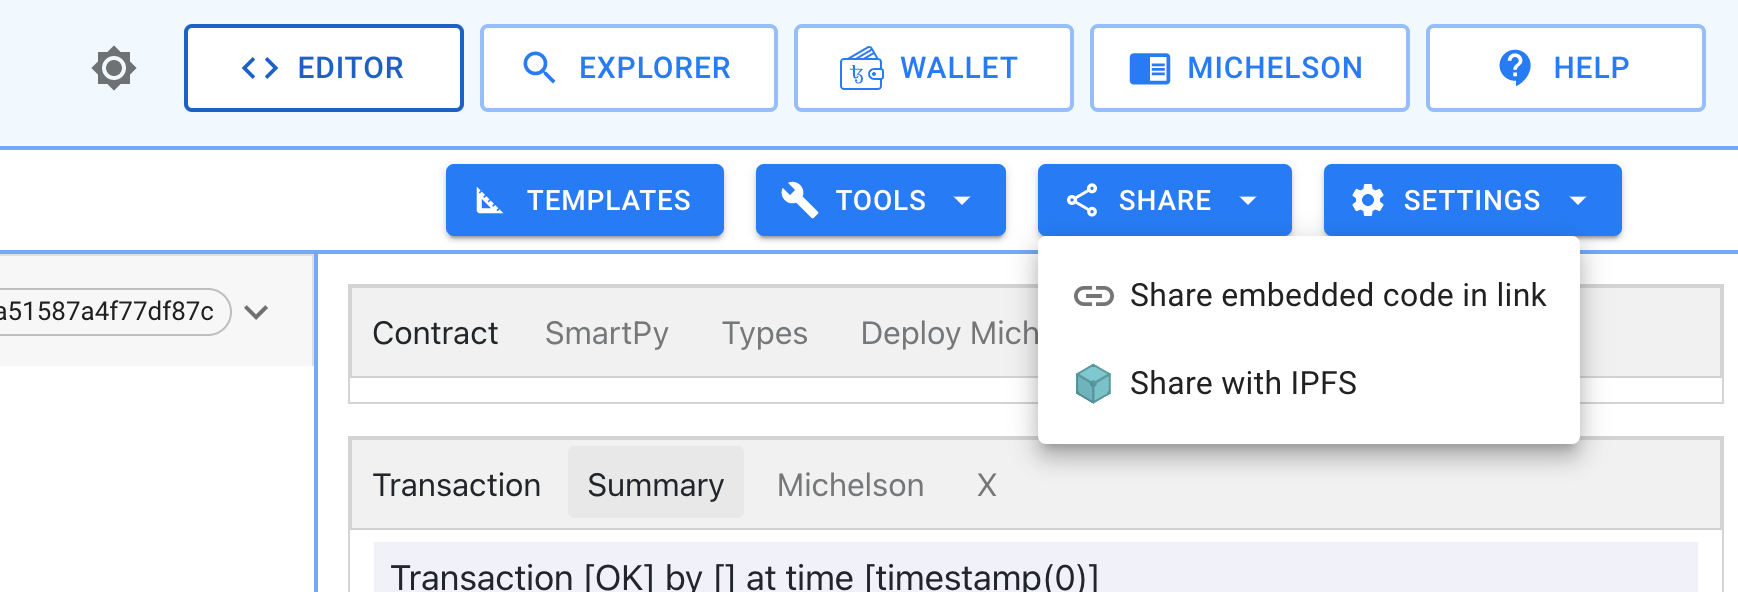 EDITOR EXPLORER WALLET MICHELSON HELP
TEMPLATES TOOLS SHARE SETTINGS
Share embedded code in link
a51587a4f77df87c
Contract SmartPy Types Deploy Mich
Share with IPFS
Transaction Summary Michelson X
Transaction [OK] by [] at time [timestamp(0)]